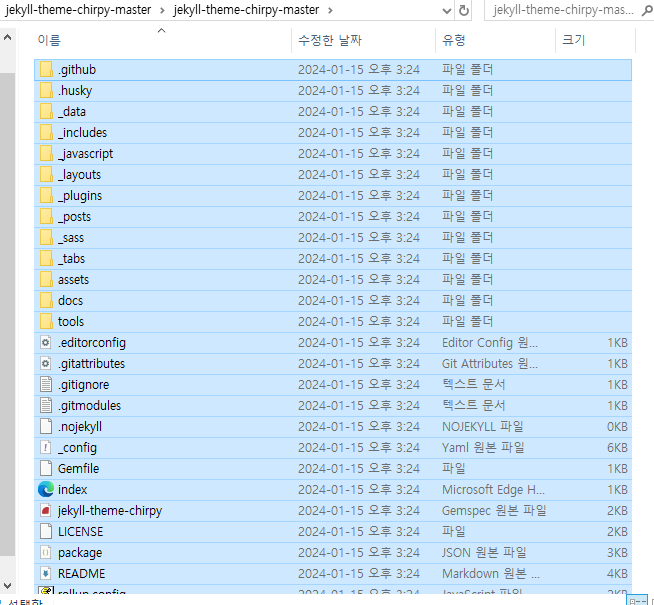 jekyll-theme-chirpy-master > jekyll-theme-chirpy-master > jekyll-theme-chirpy-mas...
이름 수정한 날짜 유형 크기
.github 2024-01-15 오후 3:24 파일 폴더
.husky 2024-01-15 오후 3:24 파일 폴더
_data 2024-01-15 오후 3:24 파일 폴더
_includes 2024-01-15 오후 3:24 파일 폴더
_javascript 2024-01-15 오후 3:24 파일 폴더
_layouts 2024-01-15 오후 3:24 파일 폴더
_plugins 2024-01-15 오후 3:24 파일 폴더
_posts 2024-01-15 오후 3:24 파일 폴더
_sass 2024-01-15 오후 3:24 파일 폴더
_tabs 2024-01-15 오후 3:24 파일 폴더
assets 2024-01-15 오후 3:24 파일 폴더
docs 2024-01-15 오후 3:24 파일 폴더
tools 2024-01-15 오후 3:24 파일 폴더
.editorconfig 2024-01-15 오후 3:24 Editor Config 원... 1KB
.gitattributes 2024-01-15 오후 3:24 Git Attributes 원... 1KB
.gitignore 2024-01-15 오후 3:24 텍스트 문서 1KB
.gitmodules 2024-01-15 오후 3:24 텍스트 문서 1KB
.nojekyll 2024-01-15 오후 3:24 NOJEKYLL 파일 0KB
_config 2024-01-15 오후 3:24 Yaml 원본 파일 6KB
Gemfile 2024-01-15 오후 3:24 파일 1KB
index 2024-01-15 오후 3:24 Microsoft Edge H... 1KB
jekyll-theme-chirpy 2024-01-15 오후 3:24 Gemspec 원본 파일 2KB
LICENSE 2024-01-15 오후 3:24 파일 2KB
package 2024-01-15 오후 3:24 JSON 원본 파일 3KB
README 2024-01-15 오후 3:24 Markdown 원본 ... 4KB
rollup.config 2024-01-15 오후 3:24 JavaScript 파일 2KB
선택함